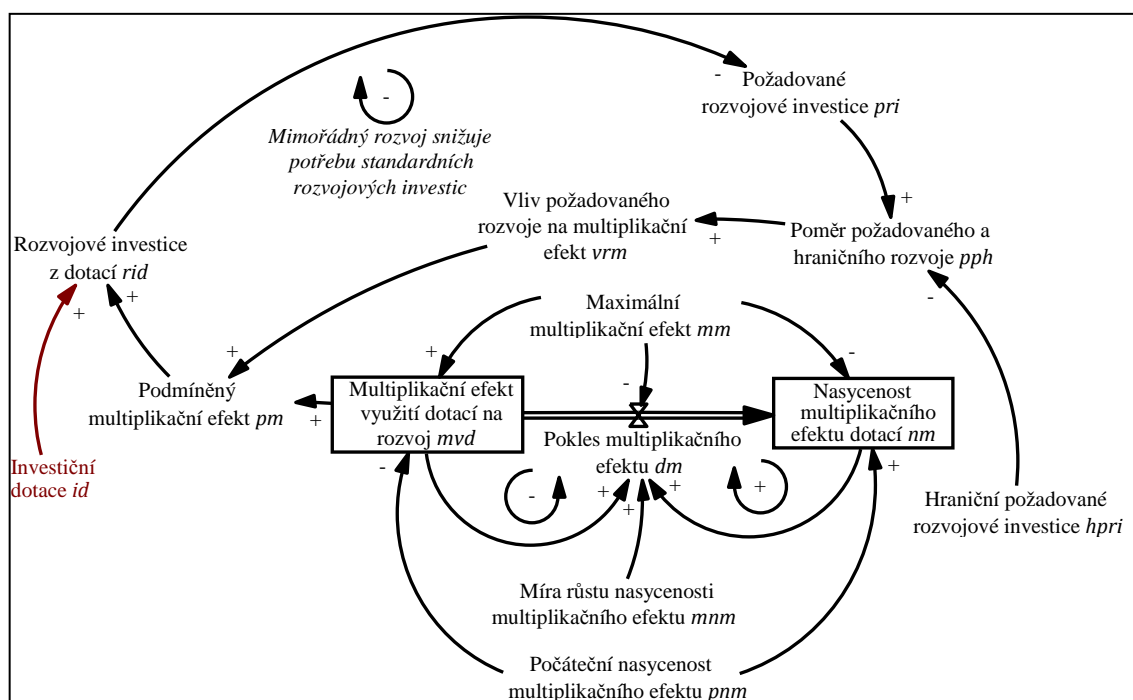 -
Požadované
rozvojové investice pri
-
Mimořádný rozvoj snižuje
potřebu standardních
rozvojových investic
+
Vliv požadovaného
rozvoje na multiplikační
efekt vrm
+
Poměr požadovaného a
hraničního rozvoje pph
-
Rozvojové investice
z dotací rid
+
+
Maximální
multiplikační efekt mm
+
+
-
-
Podmíněný
multiplikační efekt pm
+
Multiplikační efekt
využití dotací na
rozvoj mvd
Nasycenost
multiplikačního
efektu dotací nm
Pokles multiplikačního
efektu dm
-
+
-
+
+
+
+
Investiční
dotace id
Hraniční požadované
rozvojové investice hpri
Míra růstu nasycenosti
multiplikačního efektu mnm
Počáteční nasycenost
multiplikačního efektu pnm